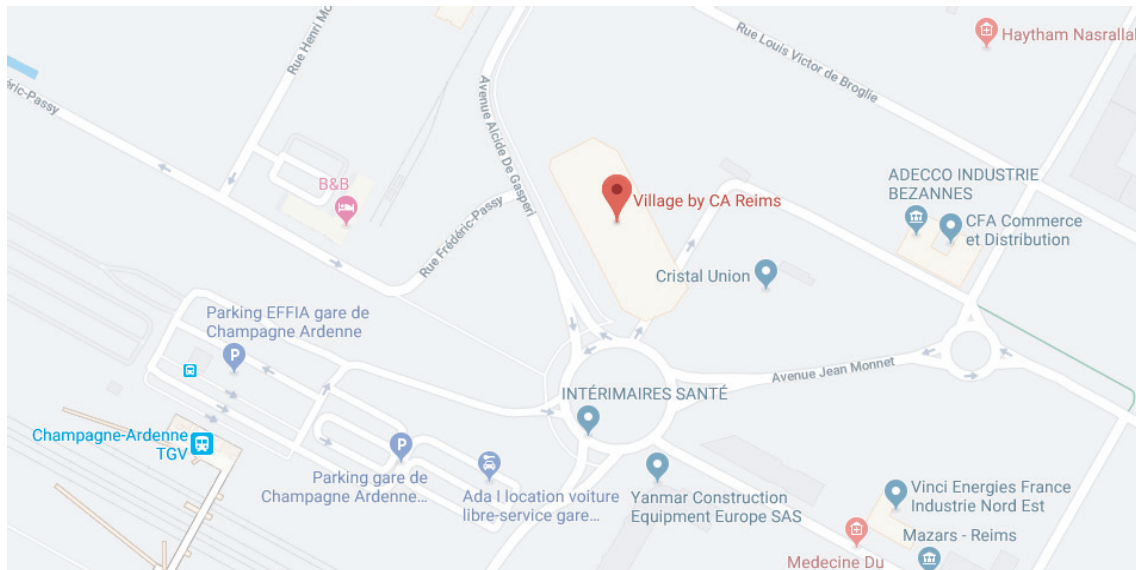 Rue Henri Mo
Haytham Nasrallah
Rue Louis Victor de Broglie
éric-Passy
Avenue Alcide De Gasperi
B&B
ADECCO INDUSTRIE
BEZANNES
Village by CA Reims
CFA Commerce
et Distribution
Rue Frédéric-Passy
Cristal Union
Parking EFFIA gare de
Champagne Ardenne
P
Avenue Jean Monnet
INTÉRIMAIRES SANTÉ
Champagne-Ardenne
TGV
P
Parking gare de
Champagne Ardenne...
Ada I location voiture
libre-service gare...
Yanmar Construction
Equipment Europe SAS
Vinci Energies France
Industrie Nord Est
Mazars - Reims
Medecine Du